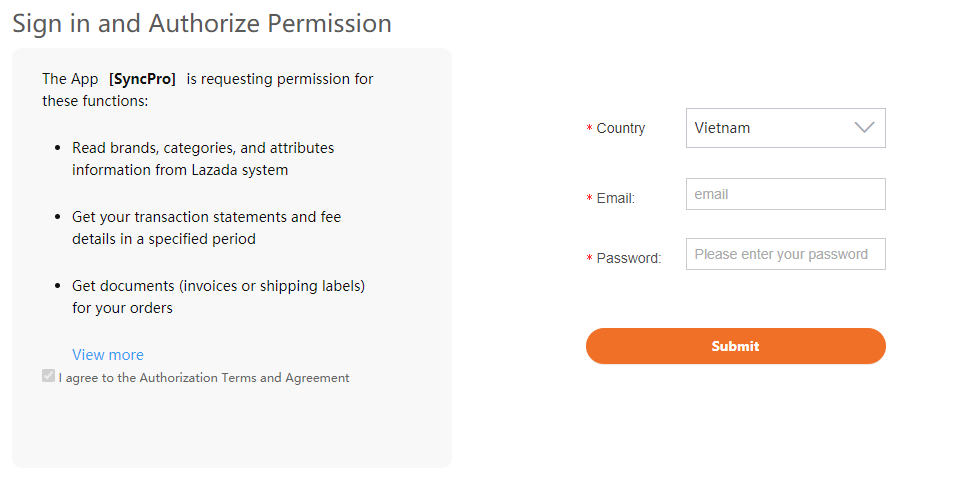 Sign in and Authorize Permission
The App [SyncPro] is requesting permission for
these functions:
• Read brands, categories, and attributes
information from Lazada system
• Get your transaction statements and fee
details in a specified period
• Get documents (invoices or shipping labels)
for your orders
View more
I agree to the Authorization Terms and Agreement
* Country
Vietnam
* Email:
email
* Password:
Please enter your password
Submit